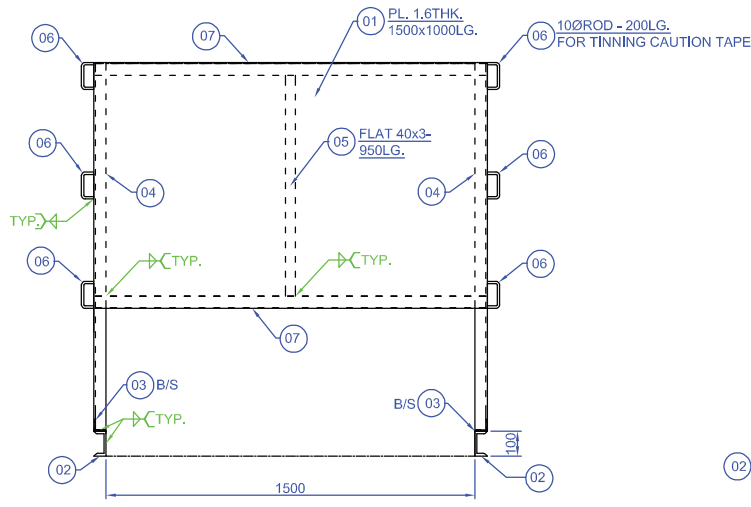 01 PL. 1.6THK.
1500x1000LG.
06 07 06 10ØROD - 200LG.
FOR TINNING CAUTION TAPE
05 FLAT 40x3-
950LG.
06 06
04 04
TYP.
06 TYP. TYP. 06
07
03 B/S B/S 03
TYP.
100
02 02 02
1500